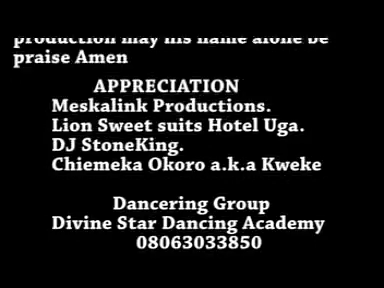 production may his name alone be
praise Amen
APPRECIATION
Meskalink Productions.
Lion Sweet suits Hotel Uga.
DJ StoneKing.
Chiemeka Okoro a.k.a Kweke
Dancering Group
Divine Star Dancing Academy
08063033850